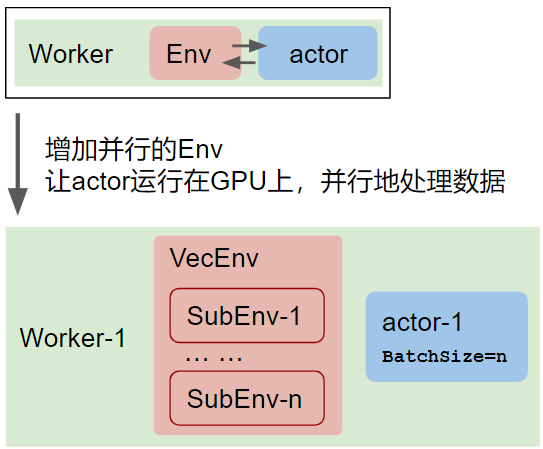 Worker Env actor
增加并行的Env
让actor运行在GPU上，并行地处理数据
VecEnv
SubEnv-1
Worker-1
... ...
SubEnv-n
actor-1
BatchSize=n